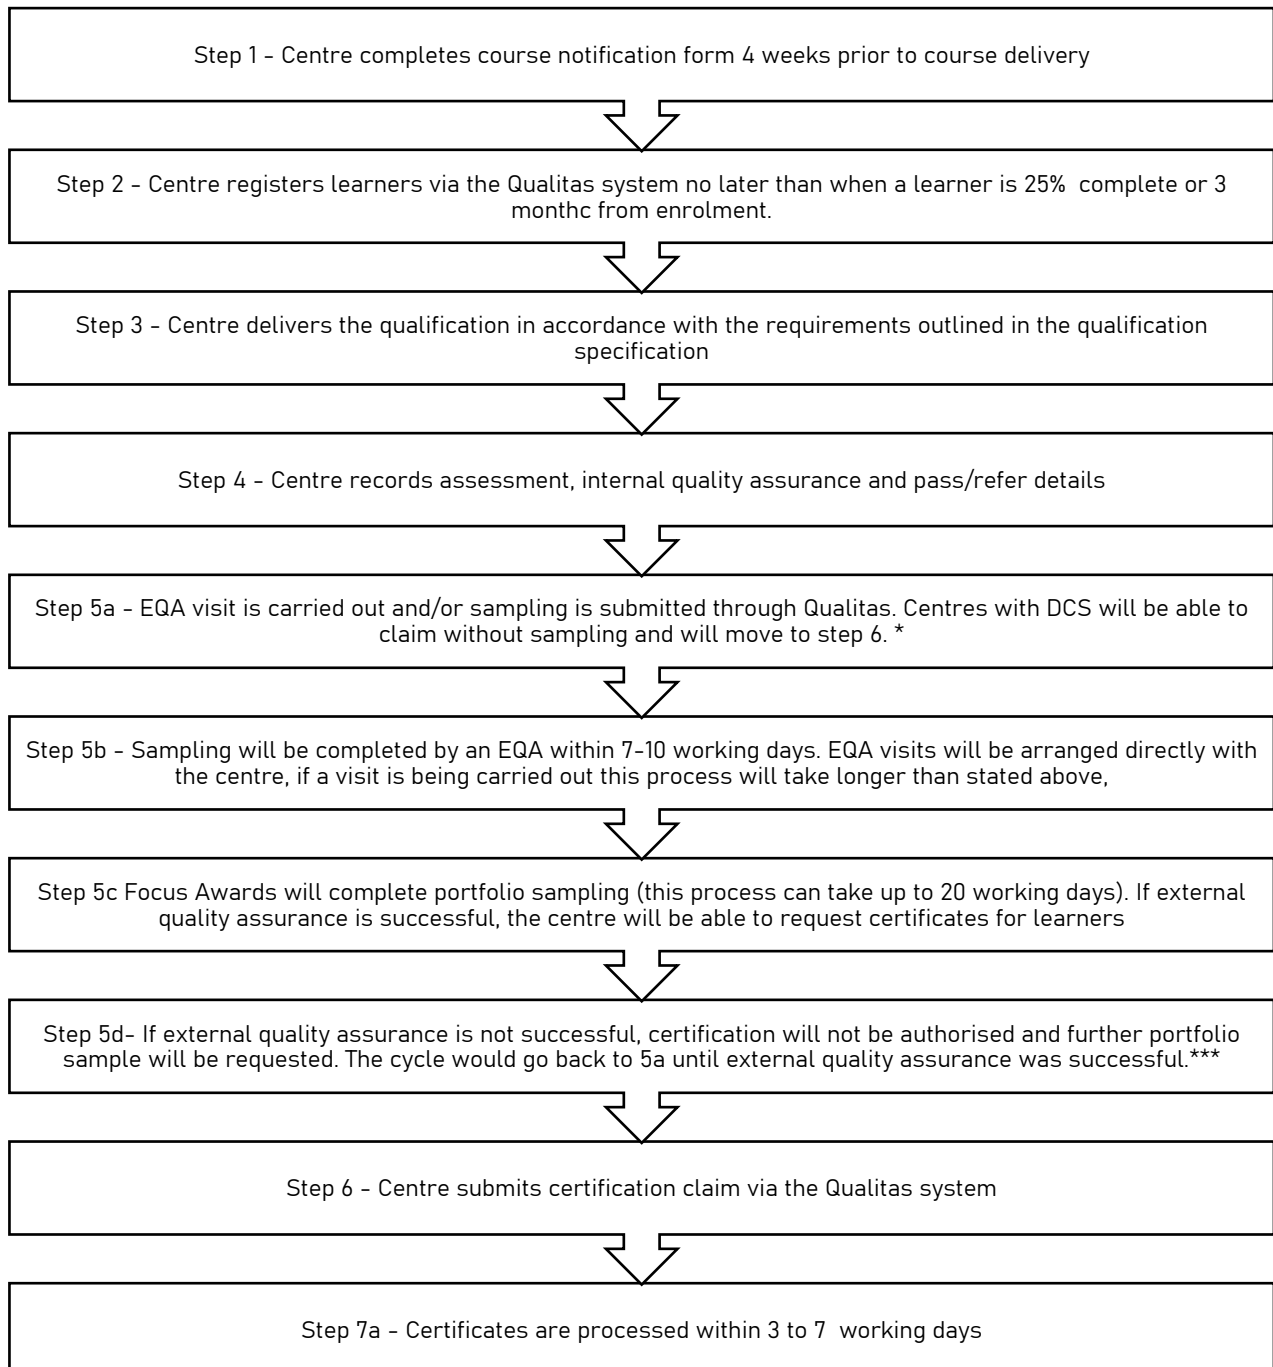 Step 1 - Centre completes course notification form 4 weeks prior to course delivery
Step 2 - Centre registers learners via the Qualitas system no later than when a learner is 25% complete or 3
monthc from enrolment.
Step 3 - Centre delivers the qualification in accordance with the requirements outlined in the qualification
specification
Step 4 - Centre records assessment, internal quality assurance and pass/refer details
Step 5a - EQA visit is carried out and/or sampling is submitted through Qualitas. Centres with DCS will be able to
claim without sampling and will move to step 6. *
Step 5b - Sampling will be completed by an EQA within 7-10 working days. EQA visits will be arranged directly with
the centre, if a visit is being carried out this process will take longer than stated above,
Step 5c Focus Awards will complete portfolio sampling (this process can take up to 20 working days). If external
quality assurance is successful, the centre will be able to request certificates for learners
Step 5d- If external quality assurance is not successful, certification will not be authorised and further portfolio
sample will be requested. The cycle would go back to 5a until external quality assurance was successful.***
Step 6 - Centre submits certification claim via the Qualitas system
Step 7a - Certificates are processed within 3 to 7 working days